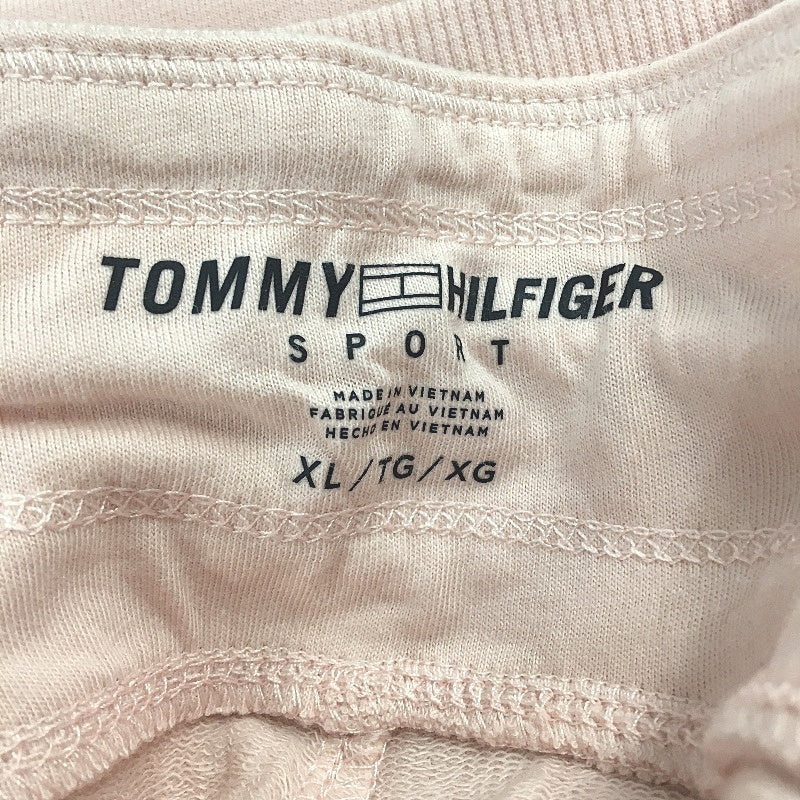 TOMMY HILFIGER
SPORT
MADE IN VIETNAM
FABRIQUÉ AU VIETNAM
HECHO EN VIETNAM
XL/TG/XG